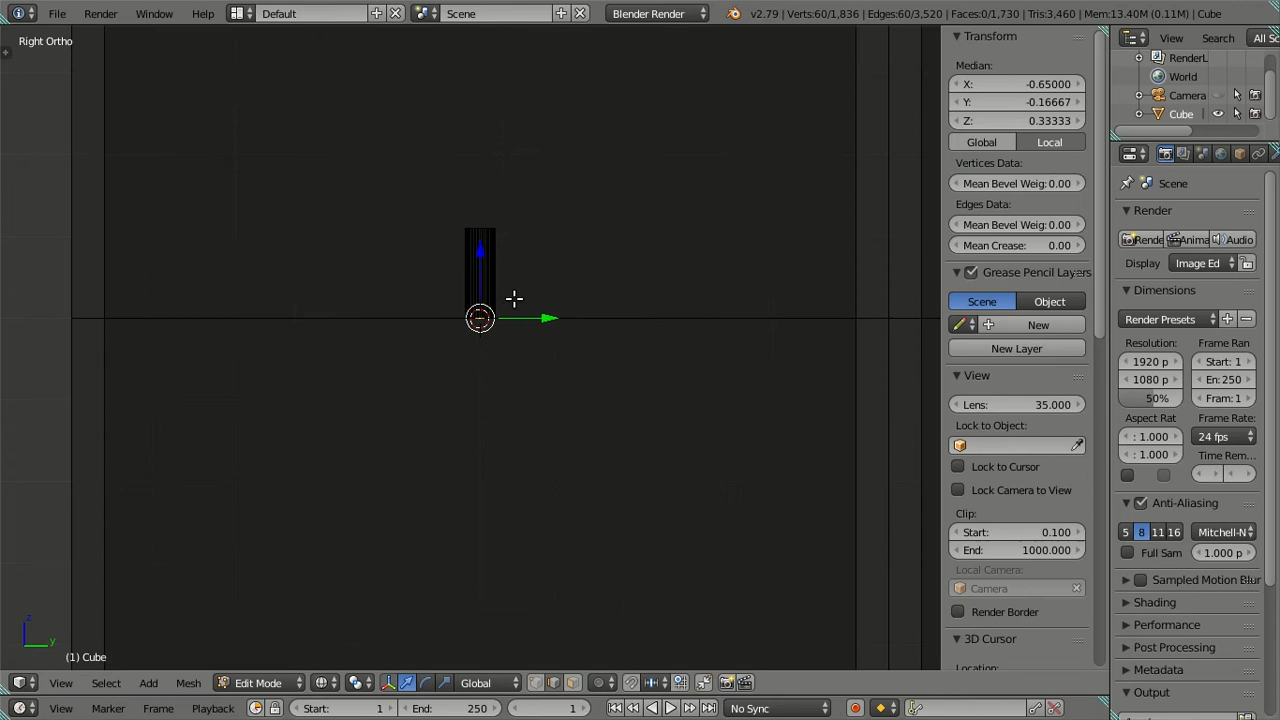 File Render Window Help Default Scene Blender Render v2.79 | Verts:60/1,836 | Edges:60/3,520 | Faces:0/1,730 | Tris:3,460 | Mem:13.40M (0.11M) | Cube
Right Ortho
Transform
View Search All Sc
RenderL
World
Camera
Cube
Median:
X: -0.65000
Y: -0.16667
Z: 0.33333
Global Local
Vertices Data:
Mean Bevel Weig: 0.00
Edges Data:
Mean Bevel Weig: 0.00
Mean Crease: 0.00
Grease Pencil Layers
Scene Object
New
New Layer
View
Lens: 35.000
Lock to Object:
Lock to Cursor
Lock Camera to View
Clip:
Start: 0.100
End: 1000.000
Local Camera:
Camera
Render Border
3D Cursor
Location:
Scene
Render
Rende Anima Audio
Display Image Ed
Dimensions
Render Presets
Resolution: Frame Ran
1920 p Start: 1
1080 p En: 250
50% Fram: 1
Aspect Rat Frame Rate:
: 1.000 24 fps
: 1.000 Time Rem...
Anti-Aliasing
5 8 11 16 Mitchell-N
Full Sam 1.000 p
Sampled Motion Blur
Shading
Performance
Post Processing
Metadata
Output
z
y
(1) Cube
View Select Add Mesh Edit Mode Global
View Marker Frame Playback Start: 1 End: 250 1 No Sync